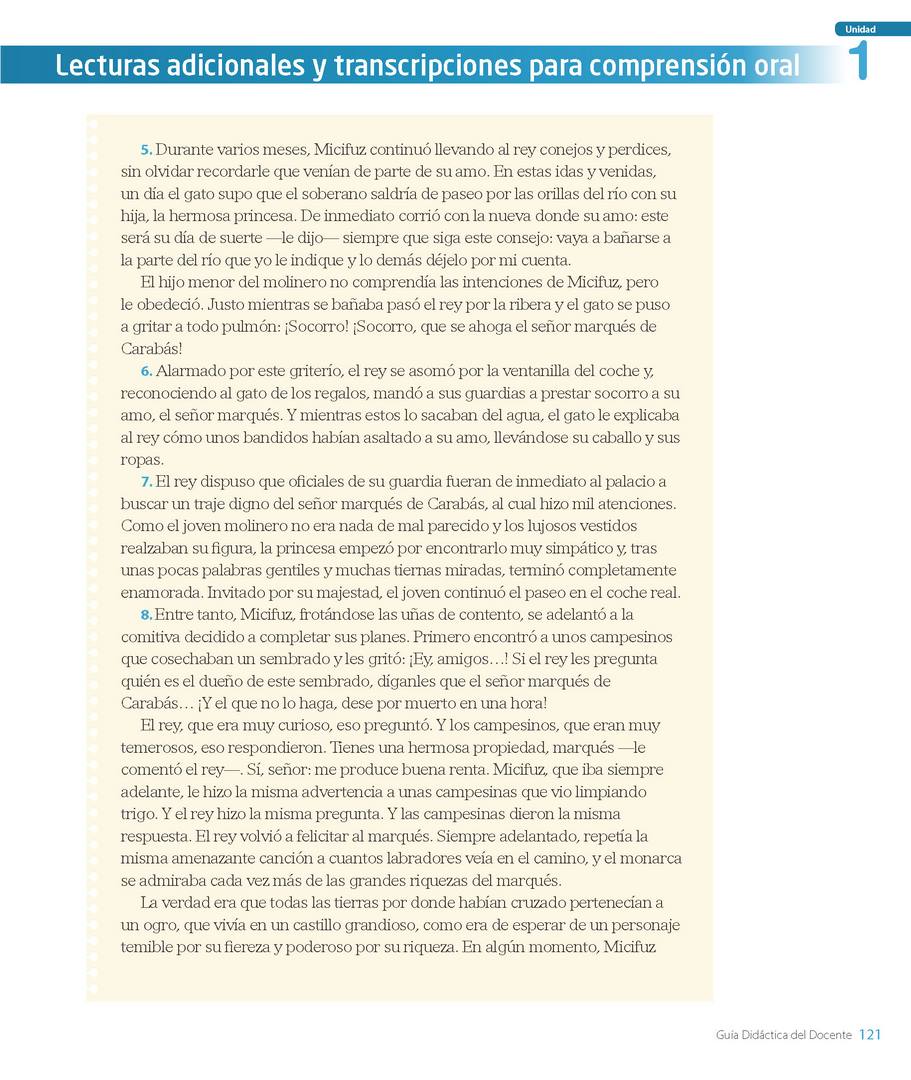 Unidad
1
Lecturas adicionales y transcripciones para comprensión oral
5. Durante varios meses, Micifuz continuó llevando al rey conejos y perdices,
sin olvidar recordarle que venían de parte de su amo. En estas idas y venidas,
un día el gato supo que el soberano saldría de paseo por las orillas del río con su
hija, la hermosa princesa. De inmediato corrió con la nueva donde su amo: este
será su día de suerte —le dijo— siempre que siga este consejo: vaya a bañarse a
la parte del río que yo le indique y lo demás déjelo por mi cuenta.
El hijo menor del molinero no comprendía las intenciones de Micifuz, pero
le obedeció. Justo mientras se bañaba pasó el rey por la ribera y el gato se puso
a gritar a todo pulmón: ¡Socorro! ¡Socorro, que se ahoga el señor marqués de
Carabás!
6. Alarmado por este griterío, el rey se asomó por la ventanilla del coche y,
reconociendo al gato de los regalos, mandó a sus guardias a prestar socorro a su
amo, el señor marqués. Y mientras estos lo sacaban del agua, el gato le explicaba
al rey cómo unos bandidos habían asaltado a su amo, llevándose su caballo y sus
ropas.
7. El rey dispuso que oficiales de su guardia fueran de inmediato al palacio a
buscar un traje digno del señor marqués de Carabás, al cual hizo mil atenciones.
Como el joven molinero no era nada de mal parecido y los lujosos vestidos
realzaban su figura, la princesa empezó por encontrarlo muy simpático y, tras
unas pocas palabras gentiles y muchas tiernas miradas, terminó completamente
enamorada. Invitado por su majestad, el joven continuó el paseo en el coche real.
8. Entre tanto, Micifuz, frotándose las uñas de contento, se adelantó a la
comitiva decidido a completar sus planes. Primero encontró a unos campesinos
que cosechaban un sembrado y les gritó: ¡Ey, amigos…! Si el rey les pregunta
quién es el dueño de este sembrado, díganles que el señor marqués de
Carabás… ¡Y el que no lo haga, dese por muerto en una hora!
El rey, que era muy curioso, eso preguntó. Y los campesinos, que eran muy
temerosos, eso respondieron. Tienes una hermosa propiedad, marqués —le
comentó el rey—. Sí, señor: me produce buena renta. Micifuz, que iba siempre
adelante, le hizo la misma advertencia a unas campesinas que vio limpiando
trigo. Y el rey hizo la misma pregunta. Y las campesinas dieron la misma
respuesta. El rey volvió a felicitar al marqués. Siempre adelantado, repetía la
misma amenazante canción a cuantos labradores veía en el camino, y el monarca
se admiraba cada vez más de las grandes riquezas del marqués.
La verdad era que todas las tierras por donde habían cruzado pertenecían a
un ogro, que vivía en un castillo grandioso, como era de esperar de un personaje
temible por su fiereza y poderoso por su riqueza. En algún momento, Micifuz
Guía Didáctica del Docente 121